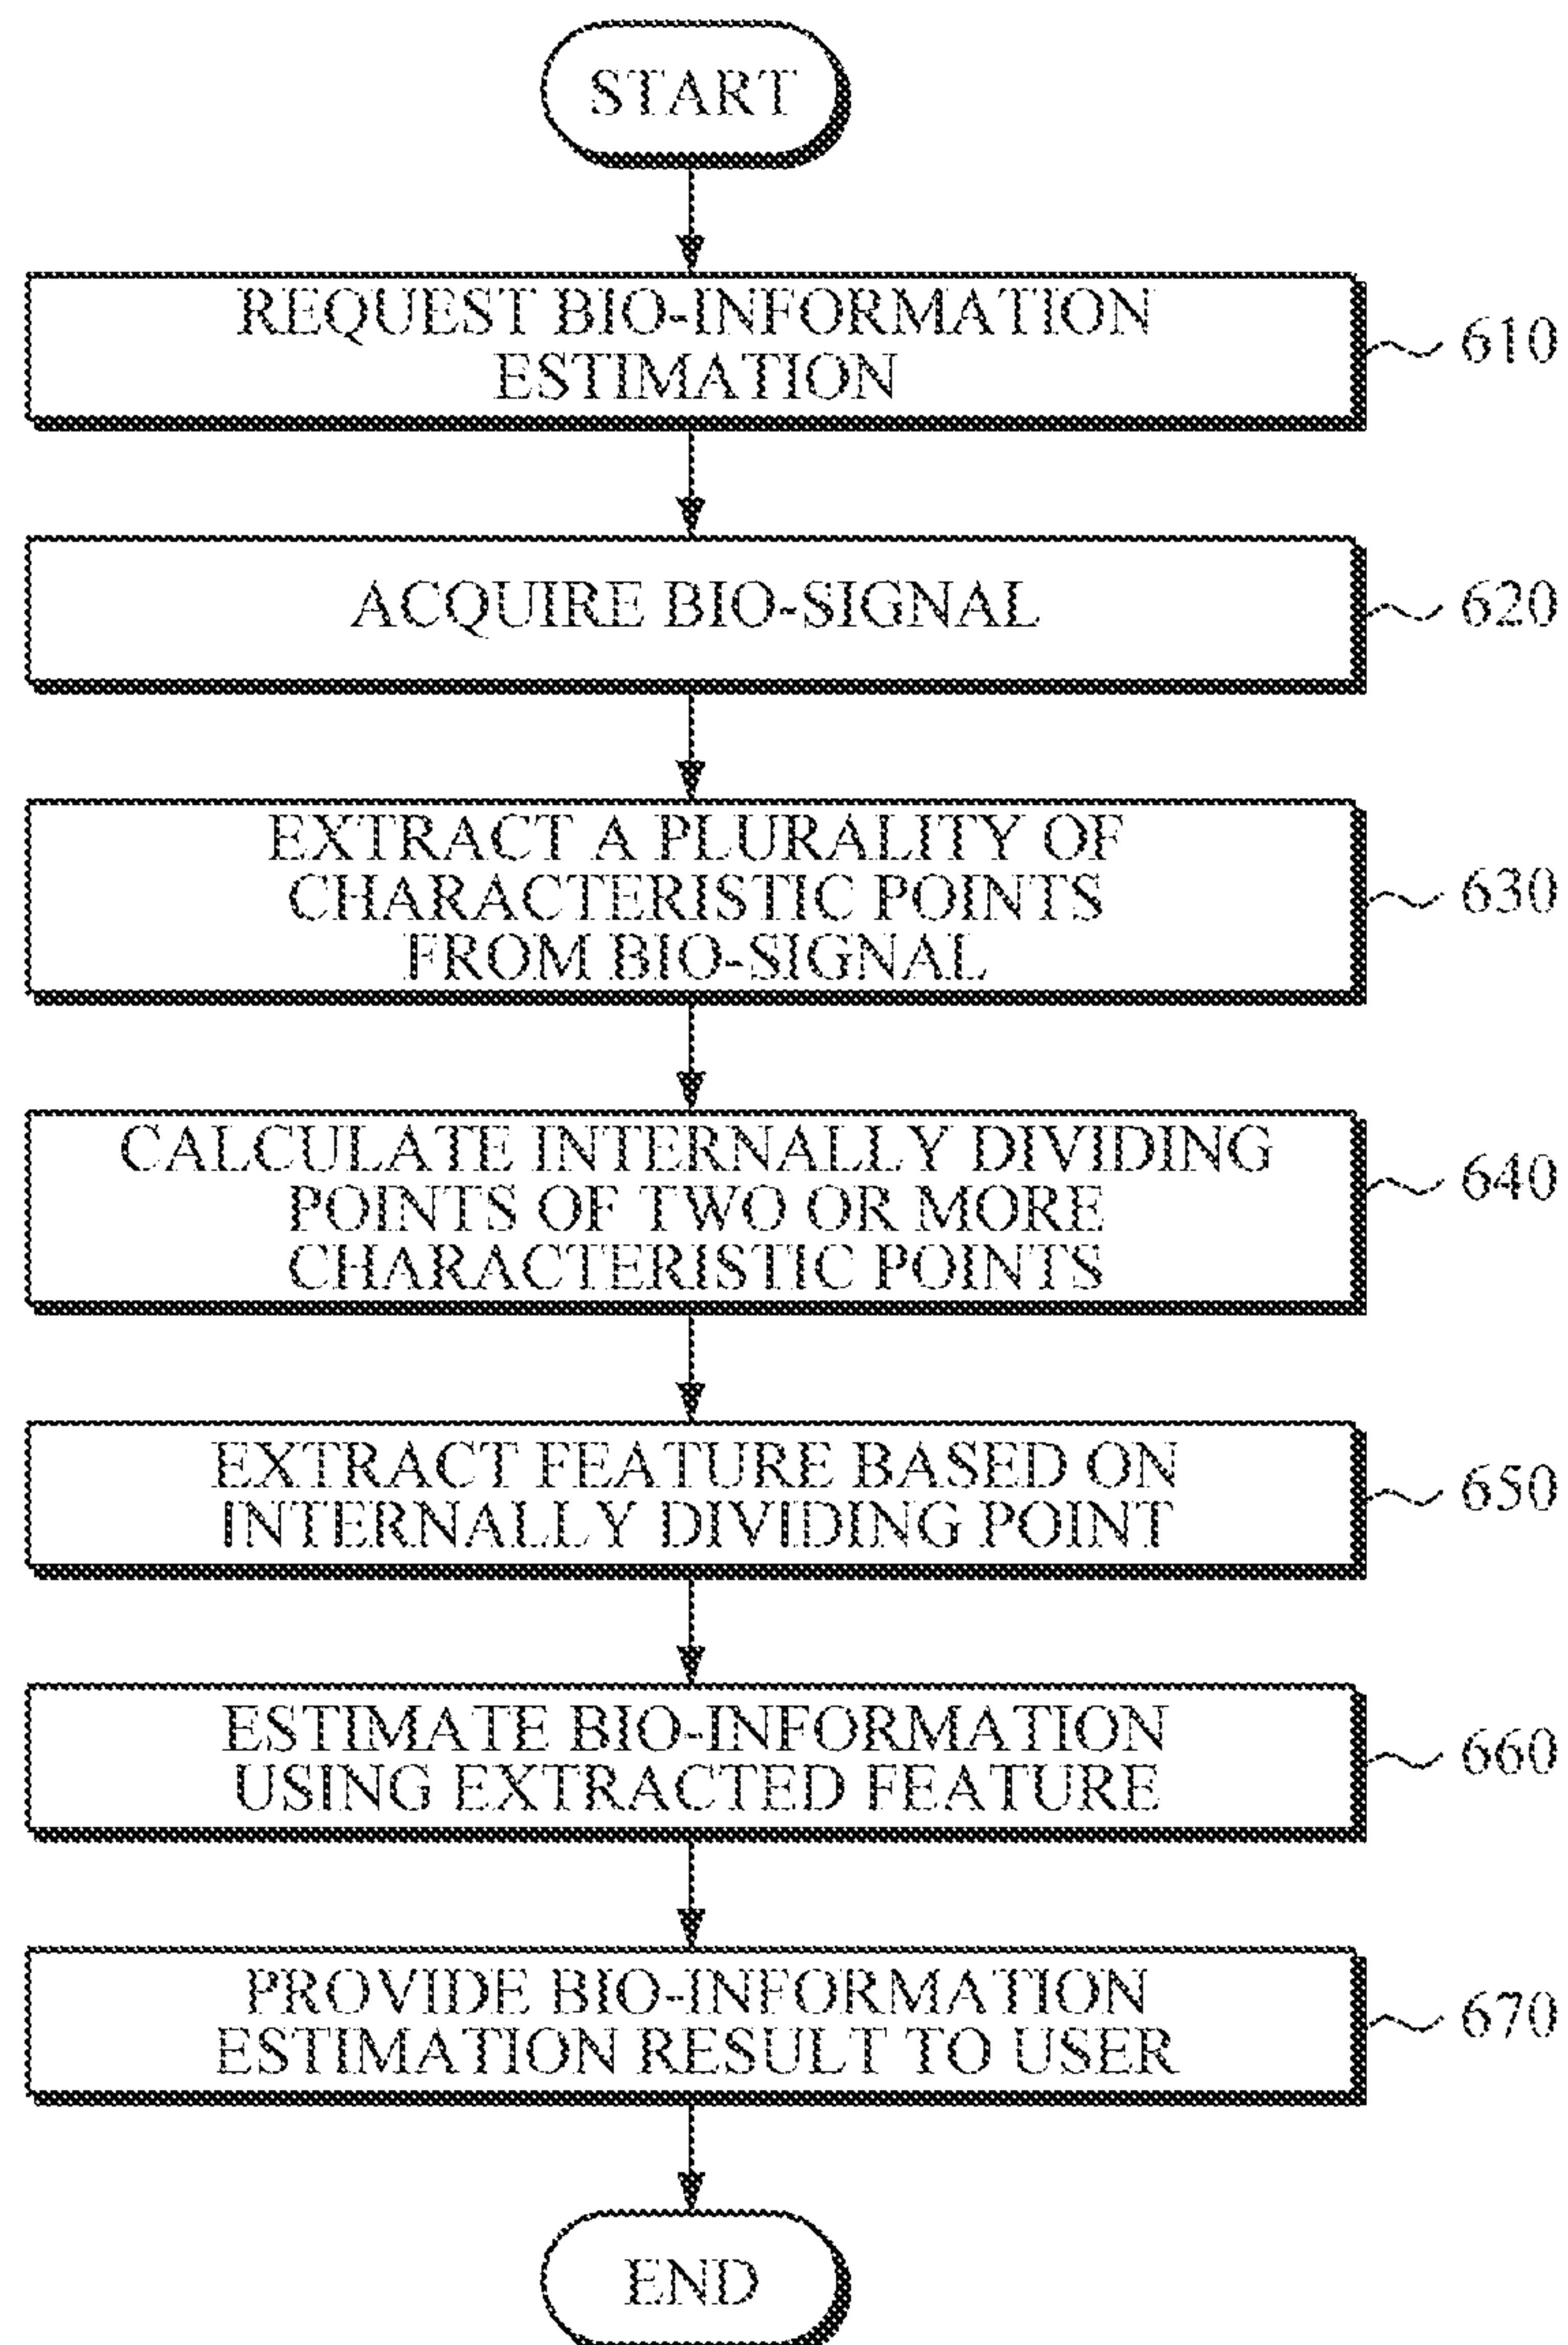 START
REQUEST BIO-INFORMATION
ESTIMATION
610
ACQUIRE BIO-SIGNAL
620
EXTRACT A PLURALITY OF
CHARACTERISTIC POINTS
FROM BIO-SIGNAL
630
CALCULATE INTERNALLY DIVIDING
POINTS OF TWO OR MORE
CHARACTERISTIC POINTS
640
EXTRACT FEATURE BASED ON
INTERNALLY DIVIDING POINT
650
ESTIMATE BIO-INFORMATION
USING EXTRACTED FEATURE
660
PROVIDE BIO-INFORMATION
ESTIMATION RESULT TO USER
670
END